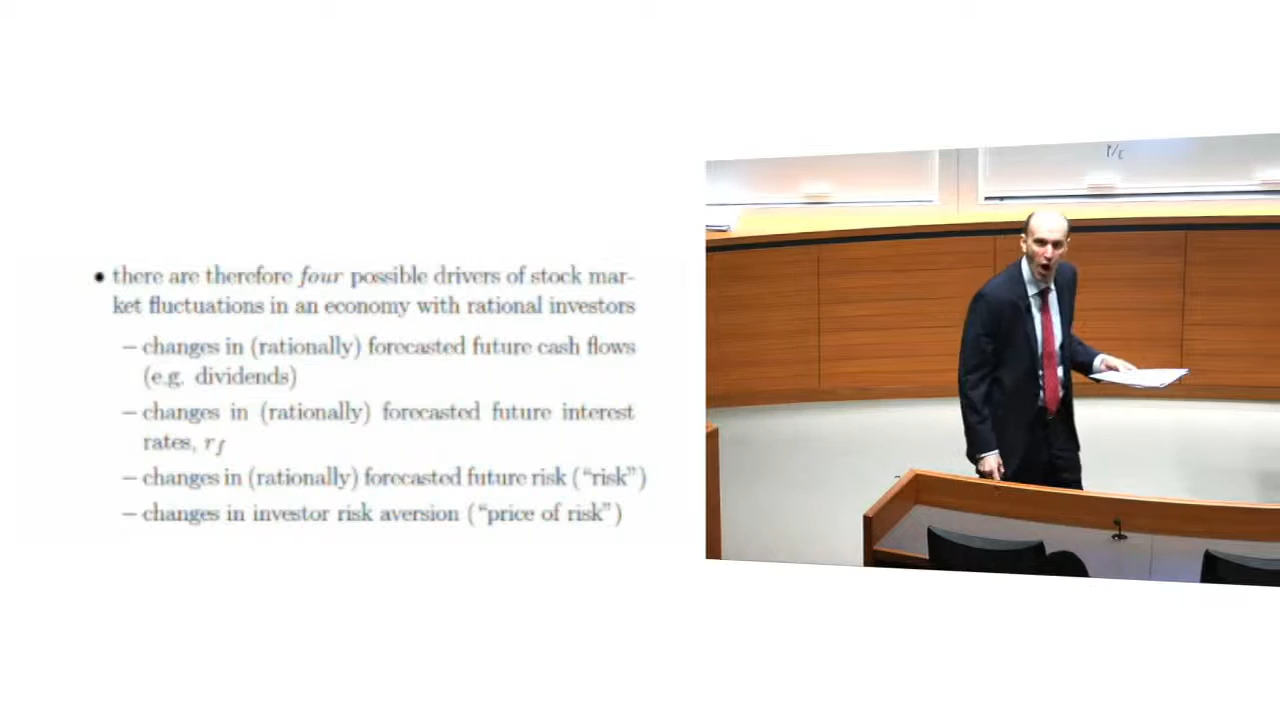 • there are therefore four possible drivers of stock mar-
ket fluctuations in an economy with rational investors
– changes in (rationally) forecasted future cash flows
(e.g. dividends)
– changes in (rationally) forecasted future interest
rates, r_f
– changes in (rationally) forecasted future risk (“risk”)
– changes in investor risk aversion (“price of risk”)